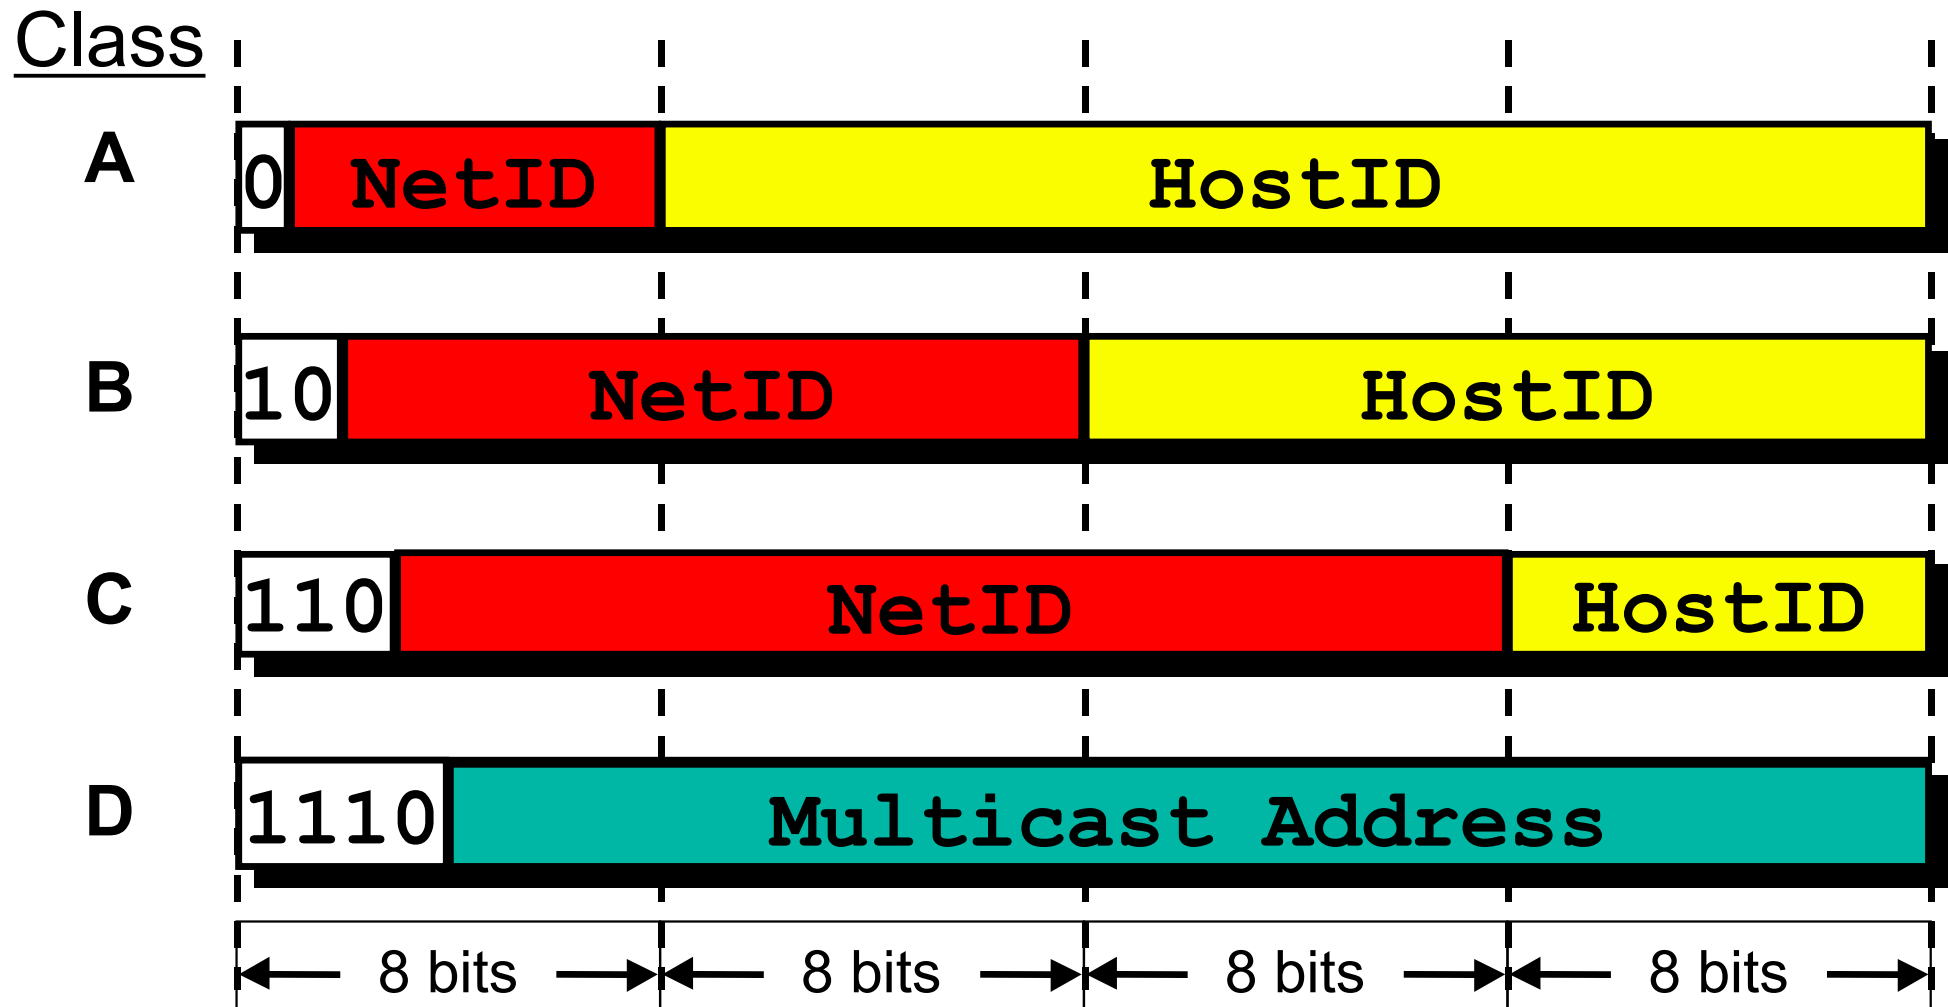 Class
A 0 NetID HostID
B 10 NetID HostID
C 110 NetID HostID
D 1110 Multicast Address
8 bits 8 bits 8 bits 8 bits